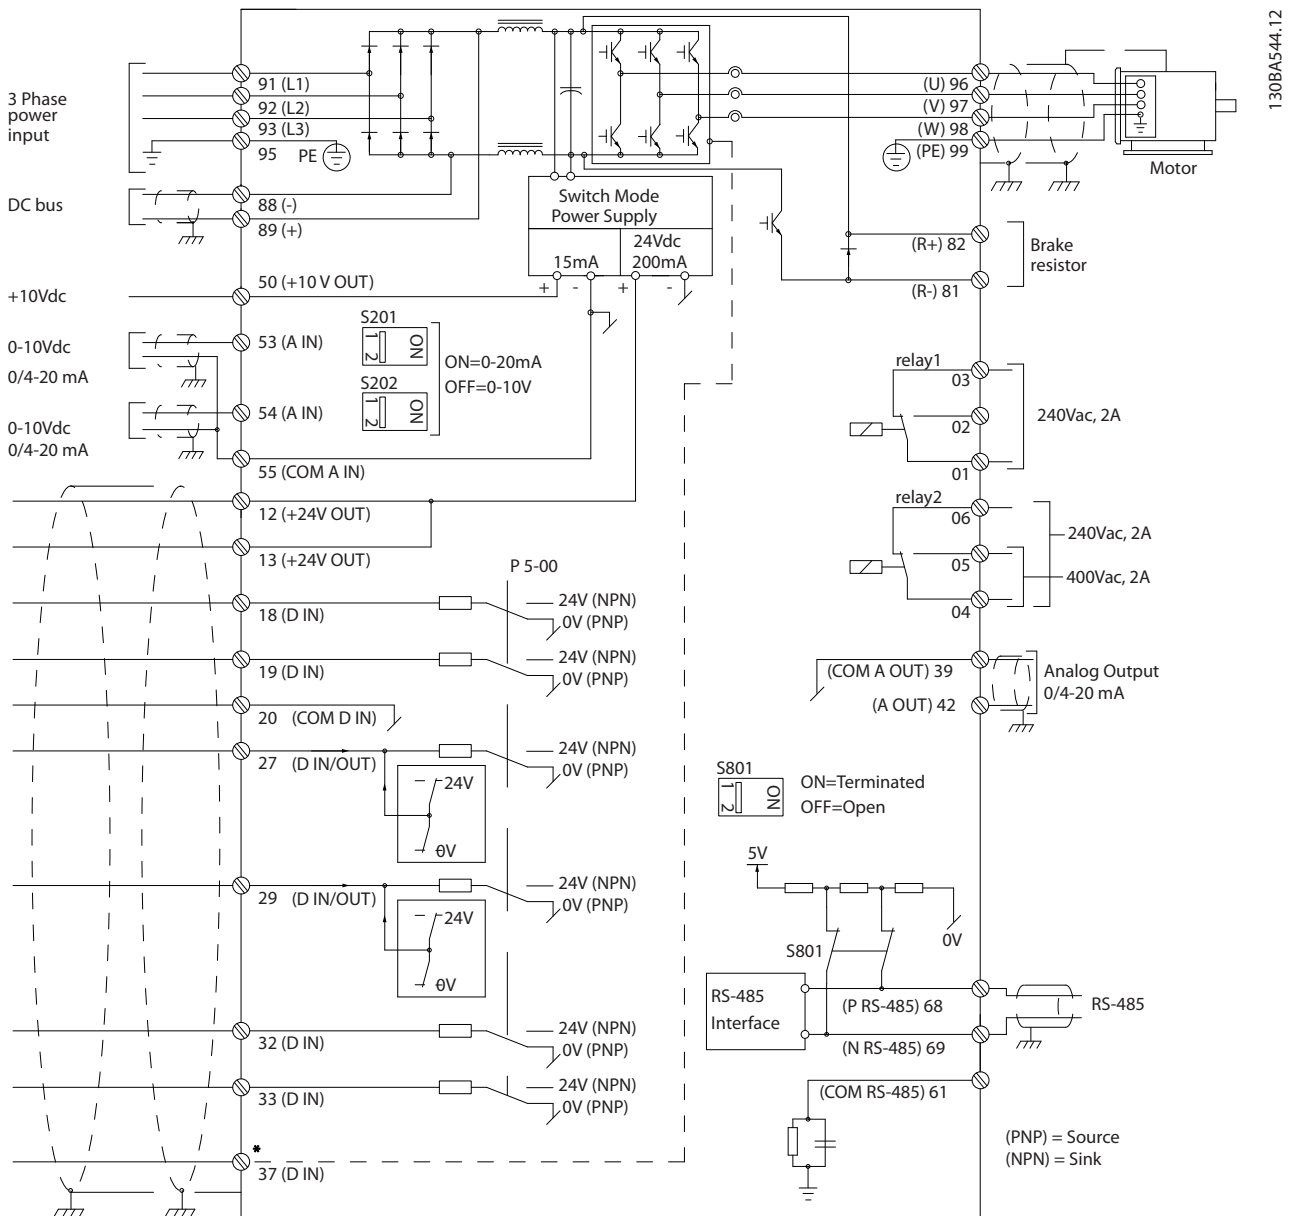 130BA544.12
3 Phase
power
input
91 (L1)
92 (L2)
93 (L3)
95 PE
DC bus
88 (-)
89 (+)
+10Vdc
50 (+10 V OUT)
0-10Vdc
0/4-20 mA
53 (A IN)
S201
1 2
ON
ON=0-20mA
OFF=0-10V
S202
1 2
ON
0-10Vdc
0/4-20 mA
54 (A IN)
55 (COM A IN)
12 (+24V OUT)
13 (+24V OUT)
Switch Mode
Power Supply
15mA
24Vdc
200mA
+ - + -
P 5-00
18 (D IN)
24V (NPN)
0V (PNP)
19 (D IN)
24V (NPN)
0V (PNP)
20 (COM D IN)
27 (D IN/OUT)
24V
0V
24V (NPN)
0V (PNP)
29 (D IN/OUT)
24V
0V
24V (NPN)
0V (PNP)
32 (D IN)
24V (NPN)
0V (PNP)
33 (D IN)
24V (NPN)
0V (PNP)
*
37 (D IN)
(U) 96
(V) 97
(W) 98
(PE) 99
Motor
(R+) 82
(R-) 81
Brake
resistor
relay1
03
02
01
240Vac, 2A
relay2
06
05
04
240Vac, 2A
400Vac, 2A
(COM A OUT) 39
(A OUT) 42
Analog Output
0/4-20 mA
S801
1 2
ON
ON=Terminated
OFF=Open
5V
0V
S801
RS-485
Interface
(P RS-485) 68
(N RS-485) 69
RS-485
(COM RS-485) 61
(PNP) = Source
(NPN) = Sink